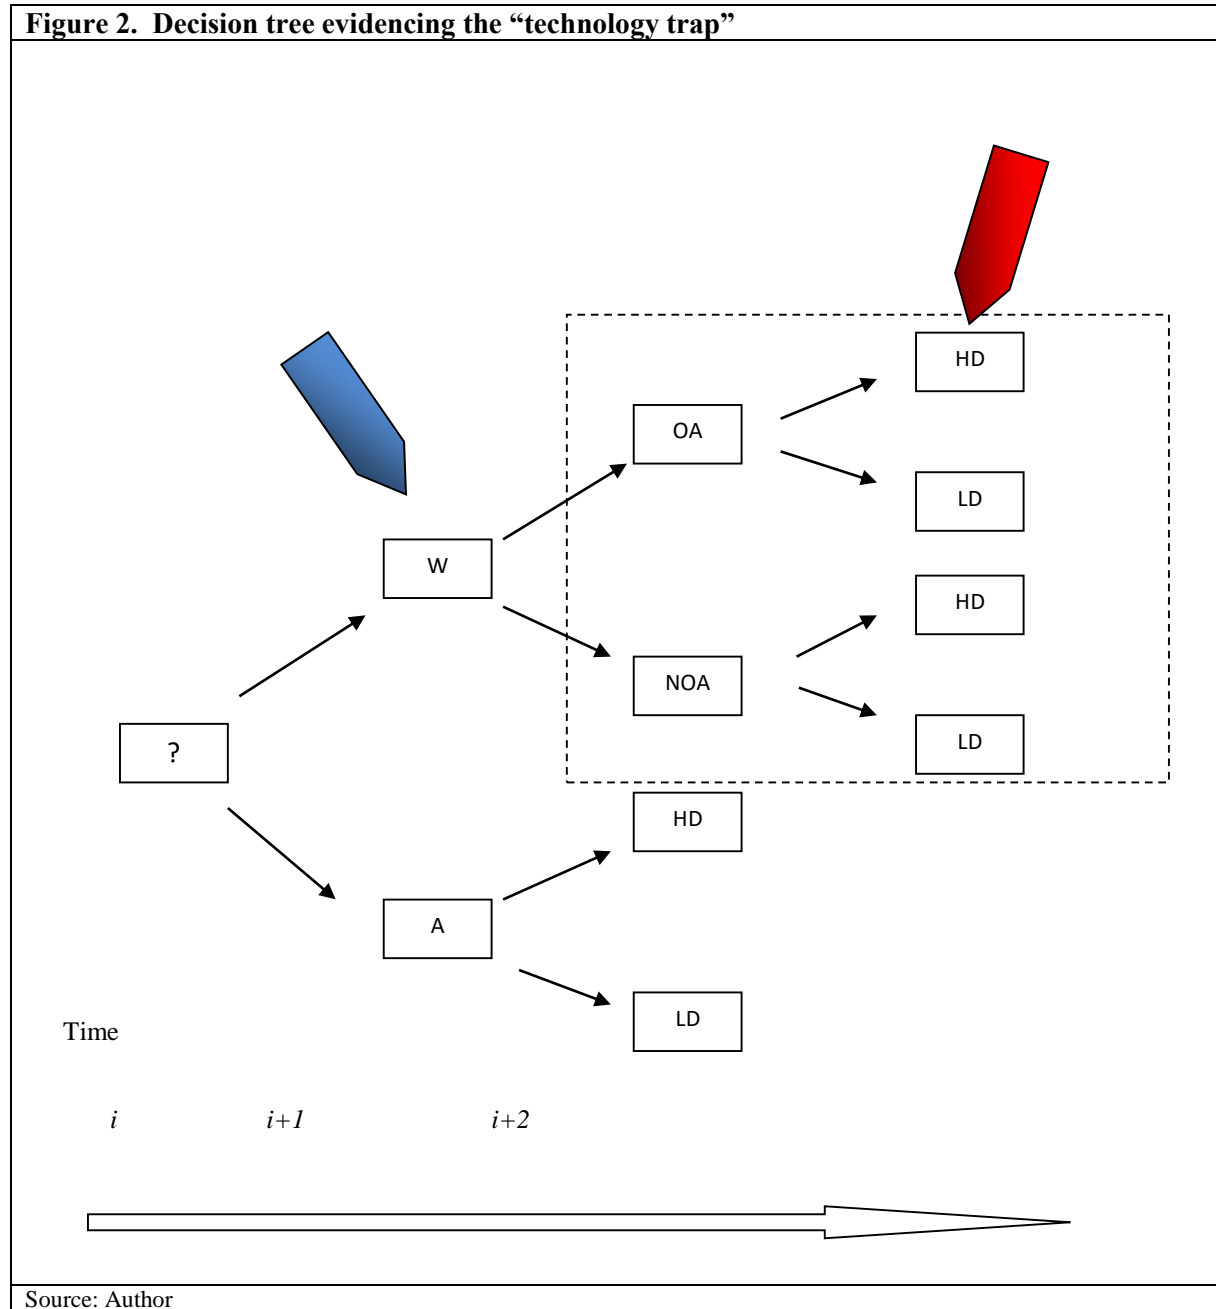 Figure 2. Decision tree evidencing the “technology trap”
HD
OA
LD
W
HD
NOA
LD
?
HD
A
LD
Time
i i+1 i+2
Source: Author